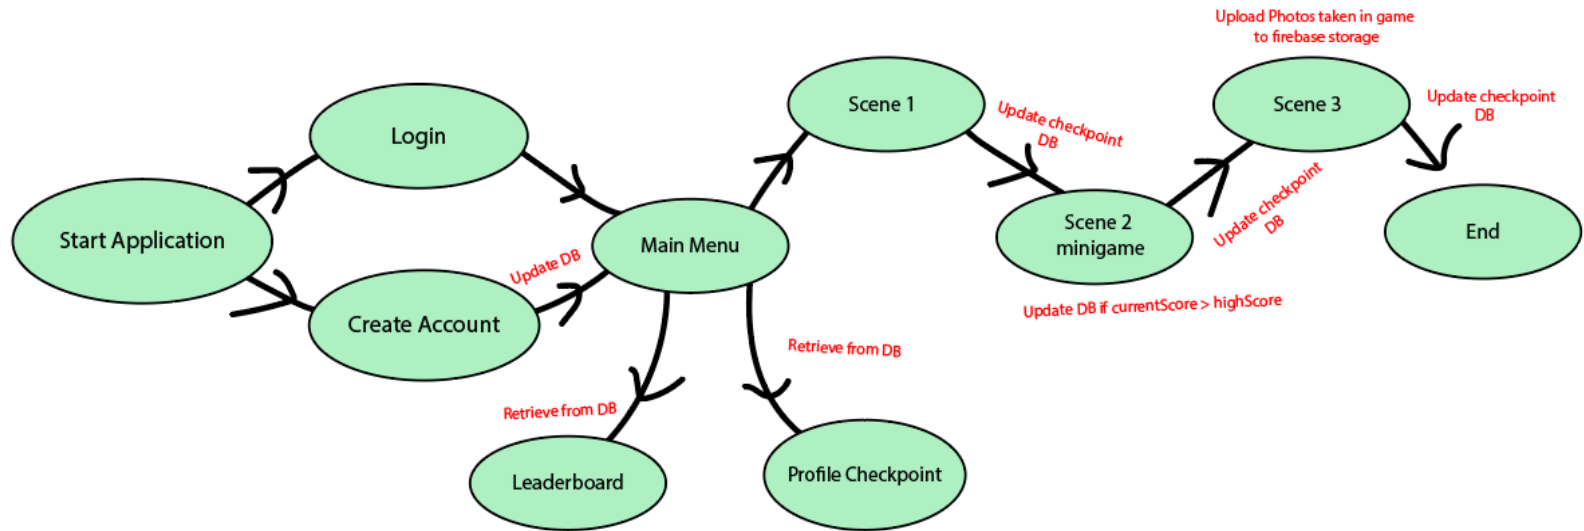 Upload Photos taken in game
to firebase storage
Scene 1
Scene 3
Update checkpoint
DB
Update checkpoint
DB
Login
Start Application
Main Menu
Scene 2
minigame
Update checkpoint
DB
End
Update DB
Create Account
Update DB if currentScore > highScore
Retrieve from DB
Retrieve from DB
Leaderboard
Profile Checkpoint